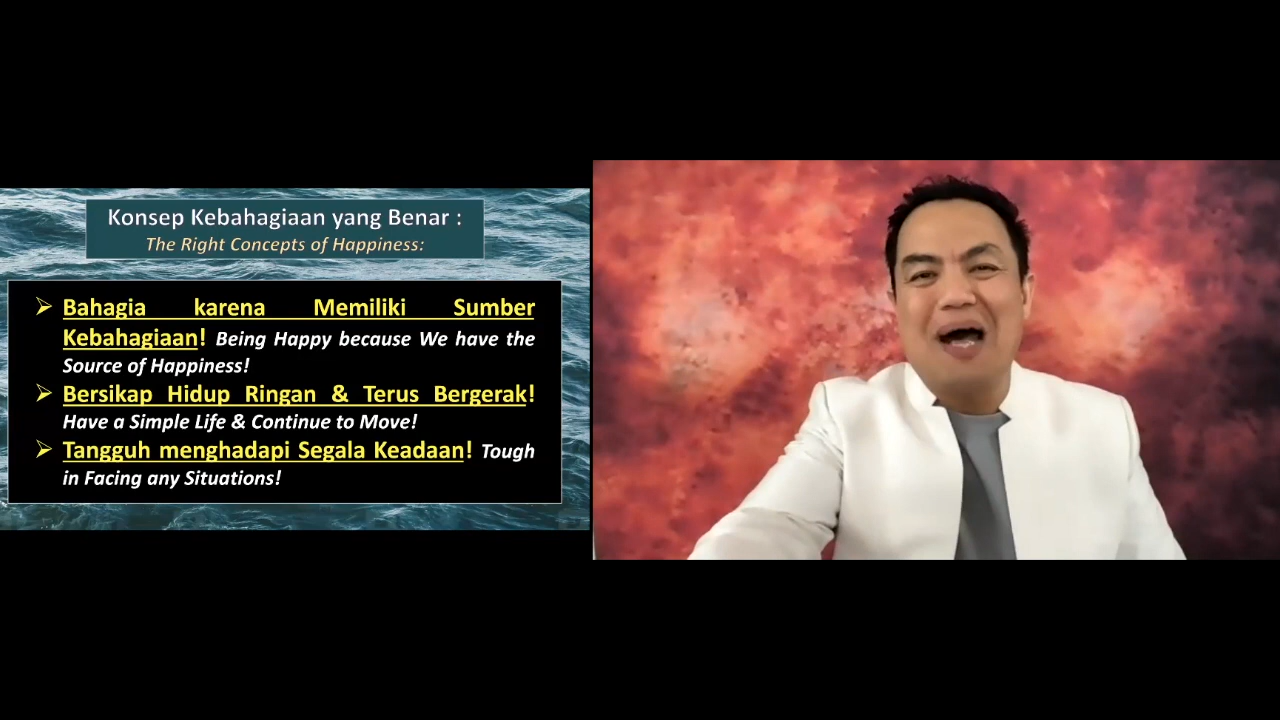 Konsep Kebahagiaan yang Benar :
The Right Concepts of Happiness:
➢ Bahagia karena Memiliki Sumber
Kebahagiaan! Being Happy because We have the
Source of Happiness!
➢ Bersikap Hidup Ringan & Terus Bergerak!
Have a Simple Life & Continue to Move!
➢ Tangguh menghadapi Segala Keadaan! Tough
in Facing any Situations!